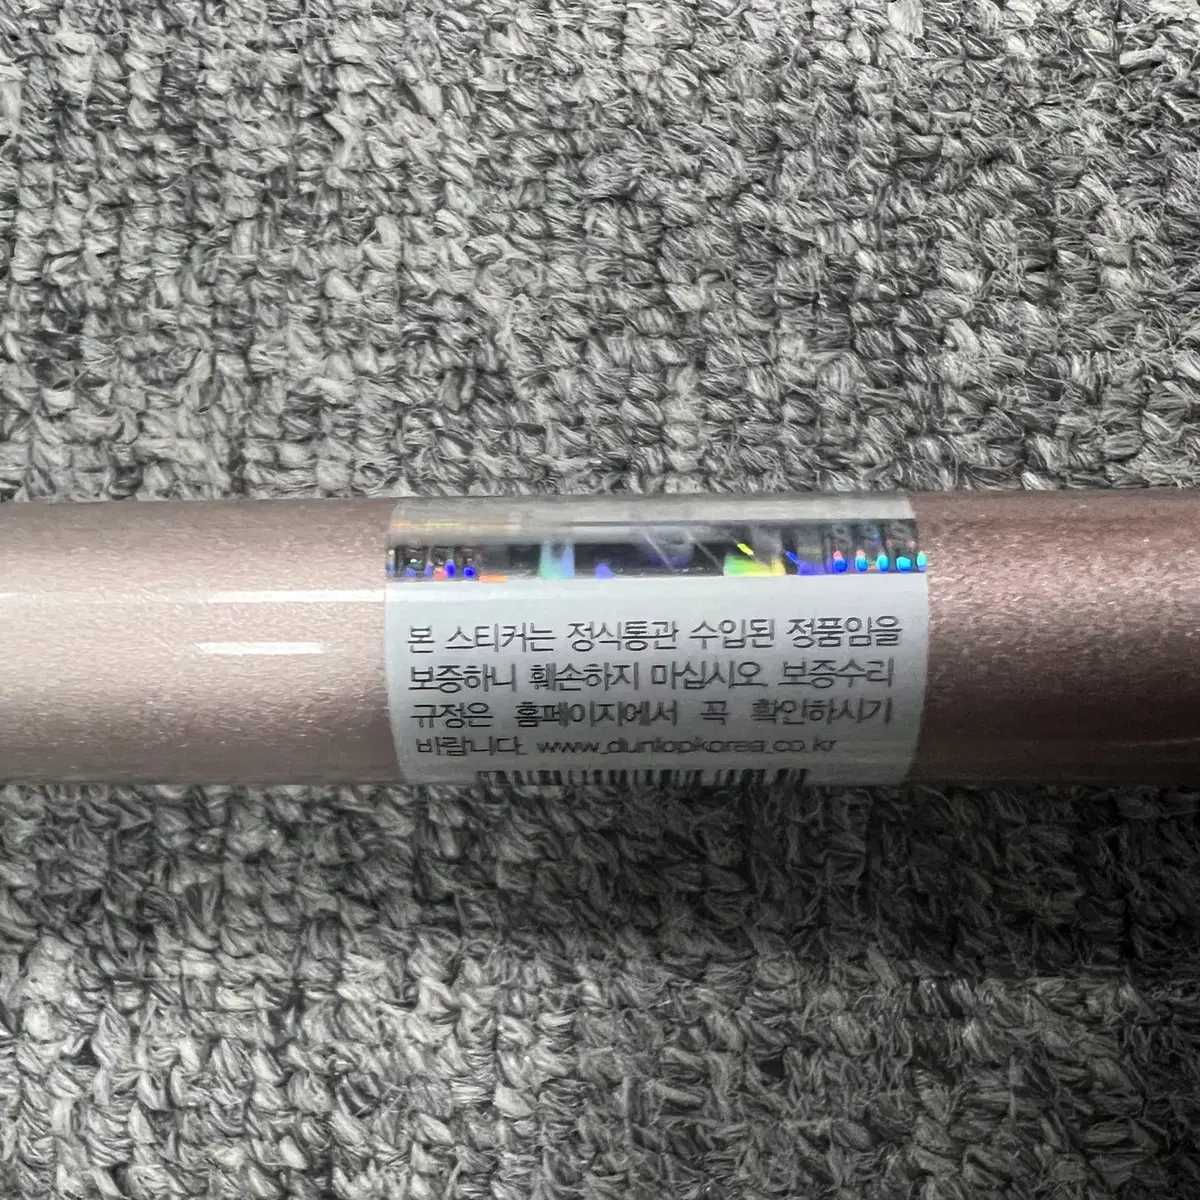 본 스티커는 정식통관 수입된 정품임을
보증하니 훼손하지 마십시오. 보증수리
규정은 홈페이지에서 꼭 확인하시기
바랍니다. www.dunlopkorea.co.kr